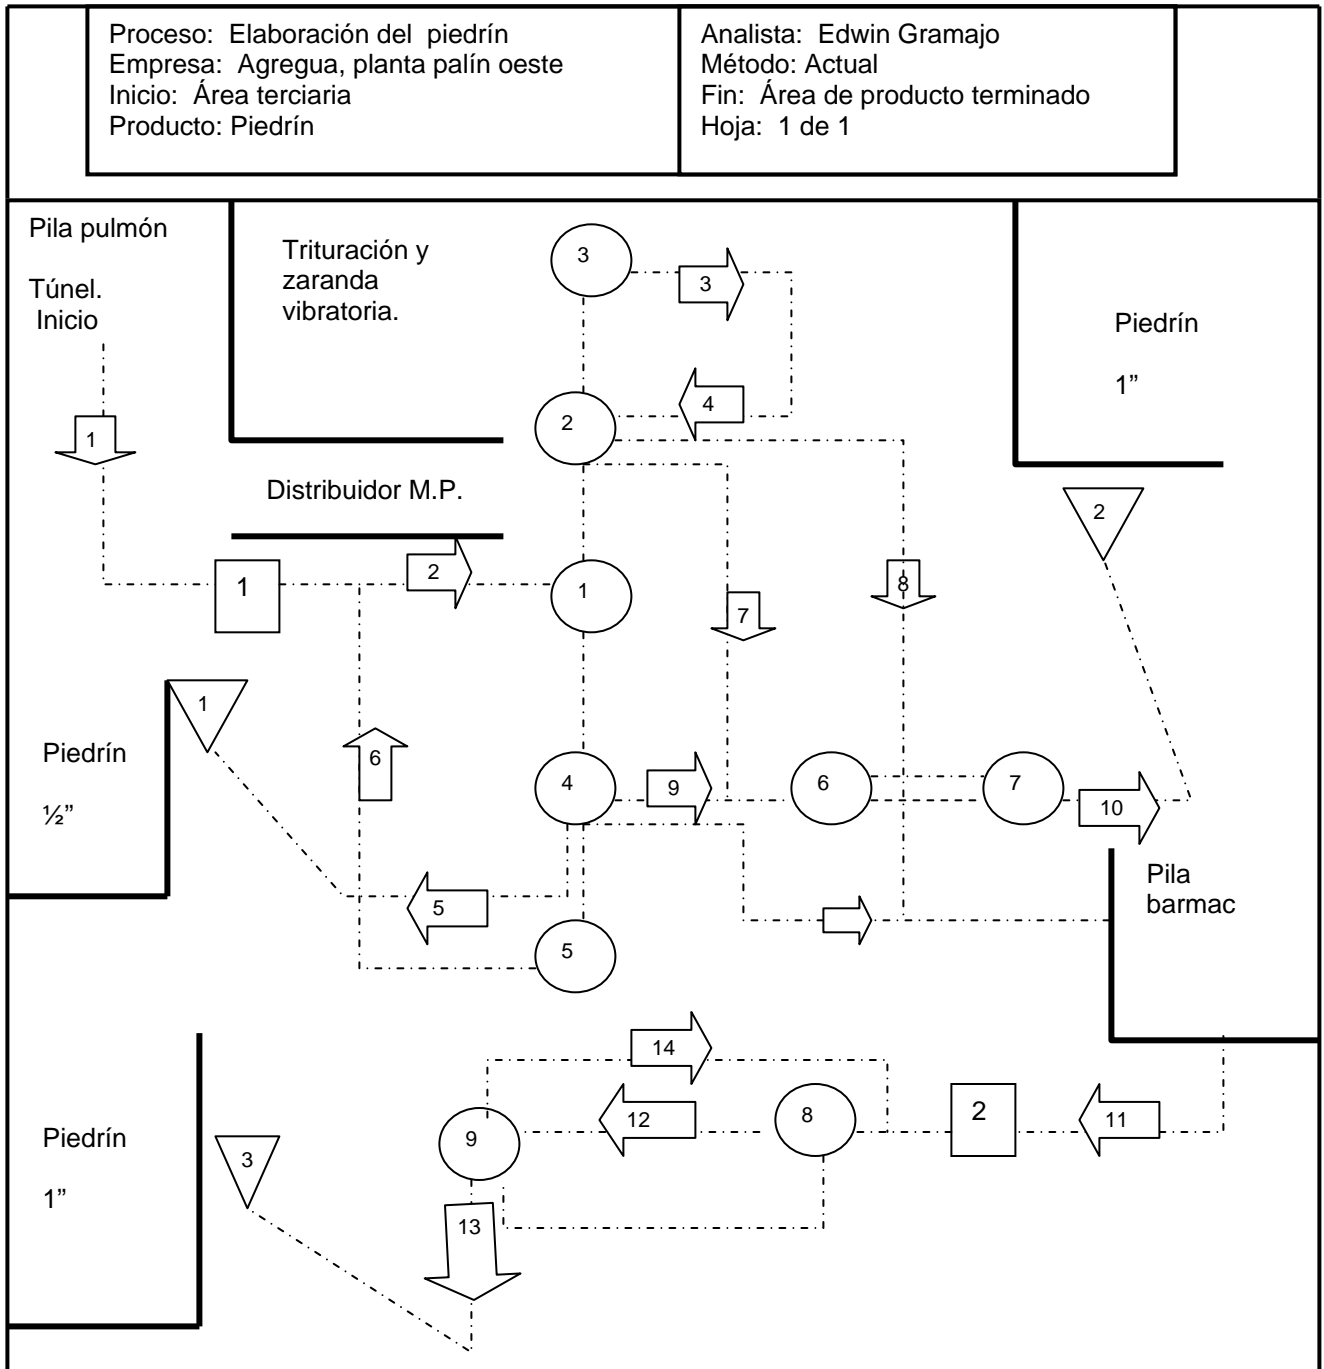 Proceso: Elaboración del piedrín
Empresa: Agregua, planta palín oeste
Inicio: Área terciaria
Producto: Piedrín
Analista: Edwin Gramajo
Método: Actual
Fin: Área de producto terminado
Hoja: 1 de 1
Pila pulmón
Túnel.
Inicio
Trituración y
zaranda
vibratoria.
3
3
Piedrín
1”
4
2
1
Distribuidor M.P.
2
1
2
1
8
7
1
Piedrín
½”
6
4
9
6
7
10
5
Pila
barmac
5
14
Piedrín
1”
3
9
12
8
2
11
13